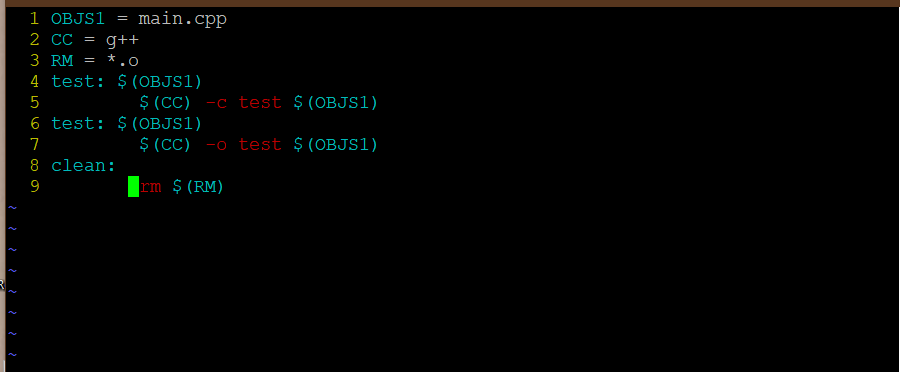 1 OBJS1 = main.cpp
2 CC = g++
3 RM = *.o
4 test: $(OBJS1)
5         $(CC) -c test $(OBJS1)
6 test: $(OBJS1)
7         $(CC) -o test $(OBJS1)
8 clean:
9         rm $(RM)
~
~
~
~
~
~
~
~